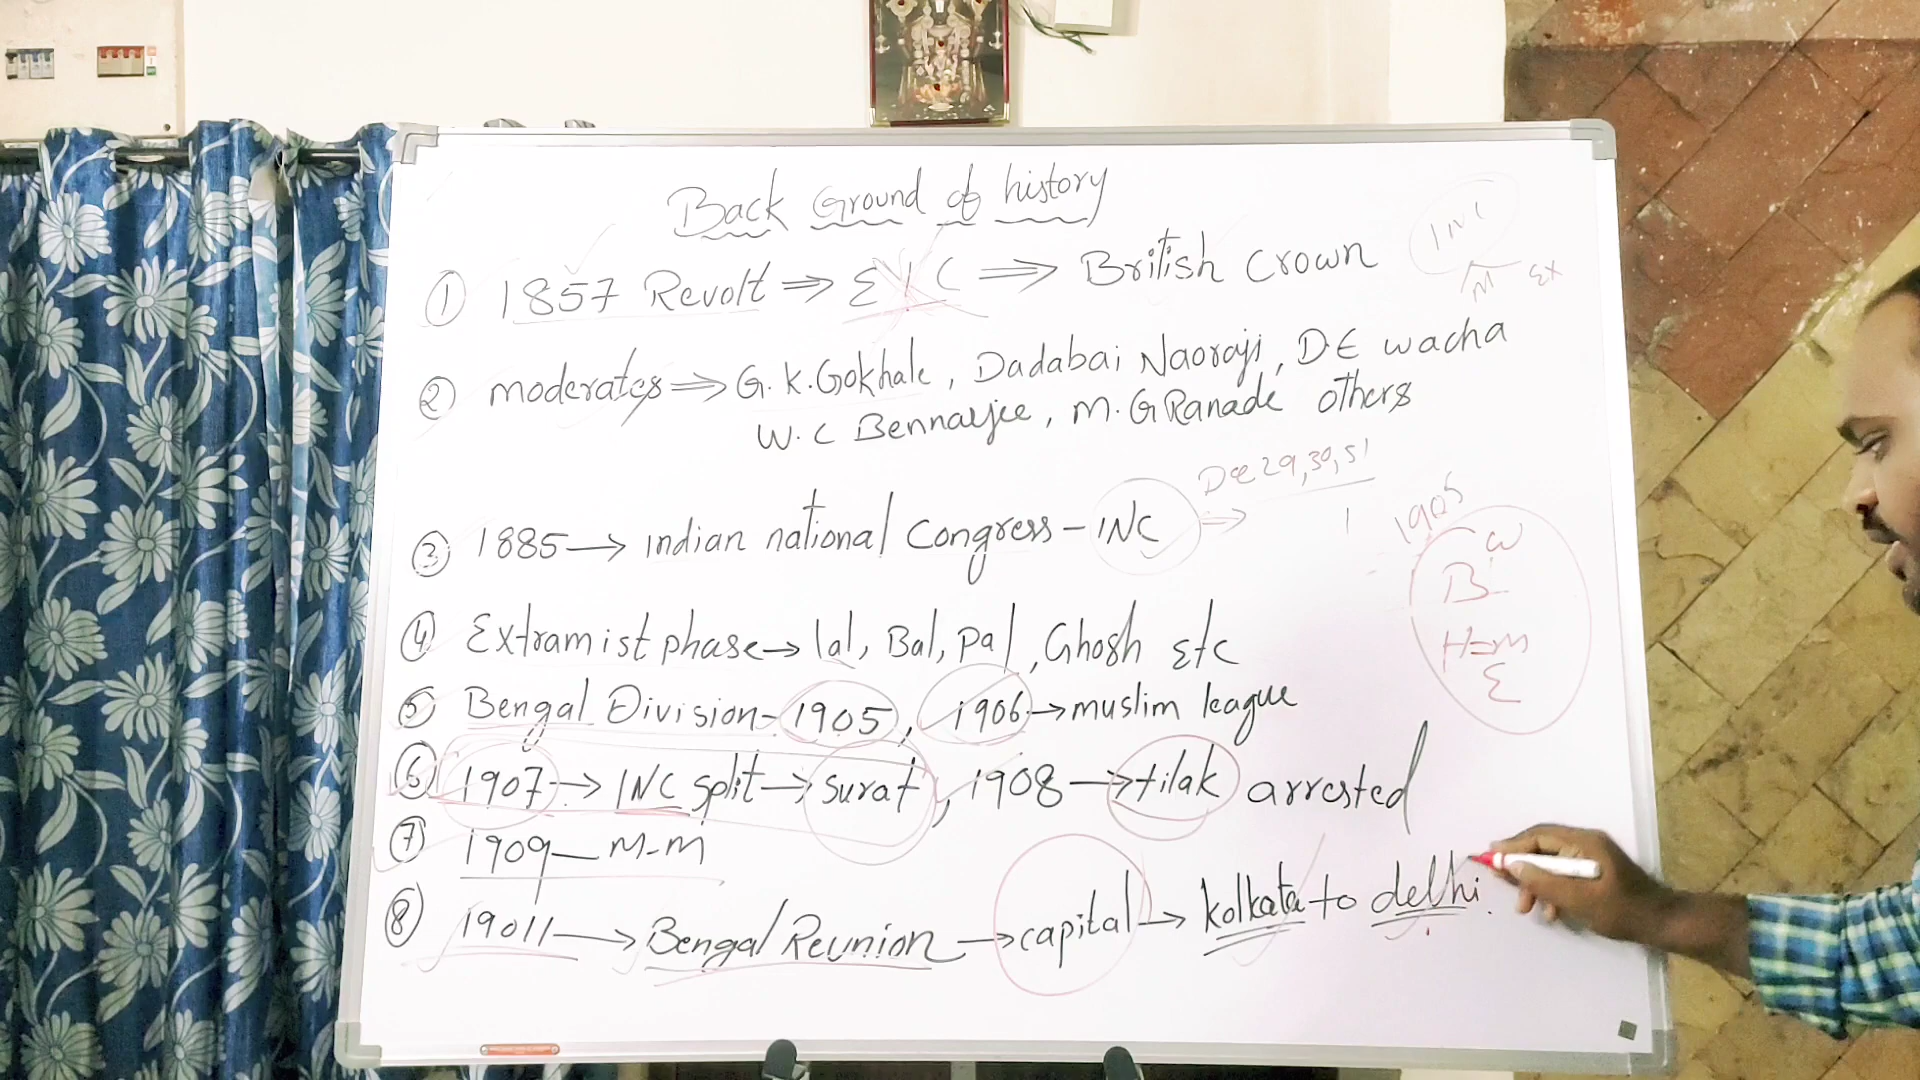 Back Ground of history
① 1857 Revolt ⇒ EIC ⇒ British Crown
INC
M Ex
② moderates ⇒ G.K.Gokhale, Dadabai Naoroji, D.E wacha
W.C Bennarjee, M.G Ranade others
Dec 29,30,31
③ 1885 → indian national Congress - INC ⇒
1905
W
B
H=m
E
④ Extramist phase → lal, Bal, pal, Ghosh Etc
⑤ Bengal Division - 1905, 1906 → muslim league
⑥ 1907 → INC split → surat, 1908 → tilak arrested
⑦ 1909 — M-M
⑧ 19011 → Bengal Reunion → capital → kolkata to delhi.